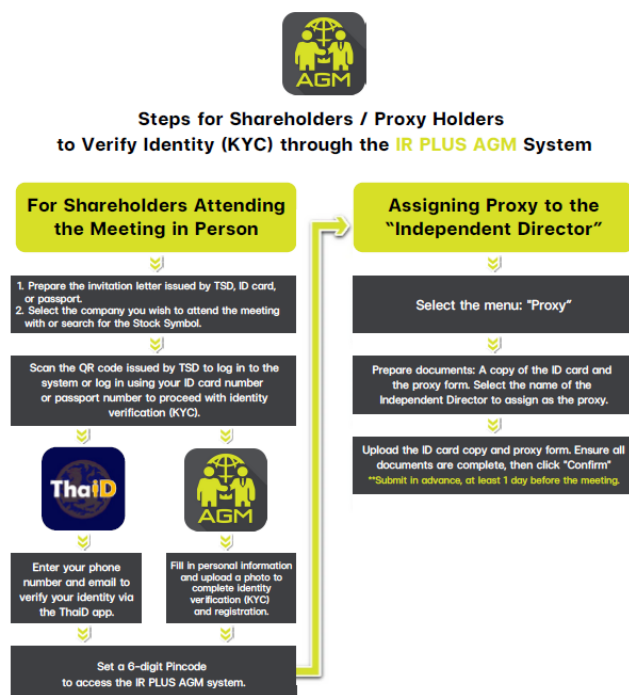 AGM
Steps for Shareholders / Proxy Holders
to Verify Identity (KYC) through the IR PLUS AGM System
For Shareholders Attending
the Meeting in Person
1. Prepare the invitation letter issued by TSD, ID card,
or passport.
2. Select the company you wish to attend the meeting
with or search for the Stock Symbol.
Scan the QR code issued by TSD to log in to the
system or log in using your ID card number
or passport number to proceed with identity
verification (KYC).
ThaiD
AGM
Enter your phone
number and email to
verify your identity via
the ThaiD app.
Fill in personal information
and upload a photo to
complete identity
verification (KYC)
and registration.
Set a 6-digit Pincode
to access the IR PLUS AGM system.
Assigning Proxy to the
"Independent Director"
Select the menu: "Proxy"
Prepare documents: A copy of the ID card and
the proxy form. Select the name of the
Independent Director to assign as the proxy.
Upload the ID card copy and proxy form. Ensure all
documents are complete, then click "Confirm"
**Submit in advance, at least 1 day before the meeting.